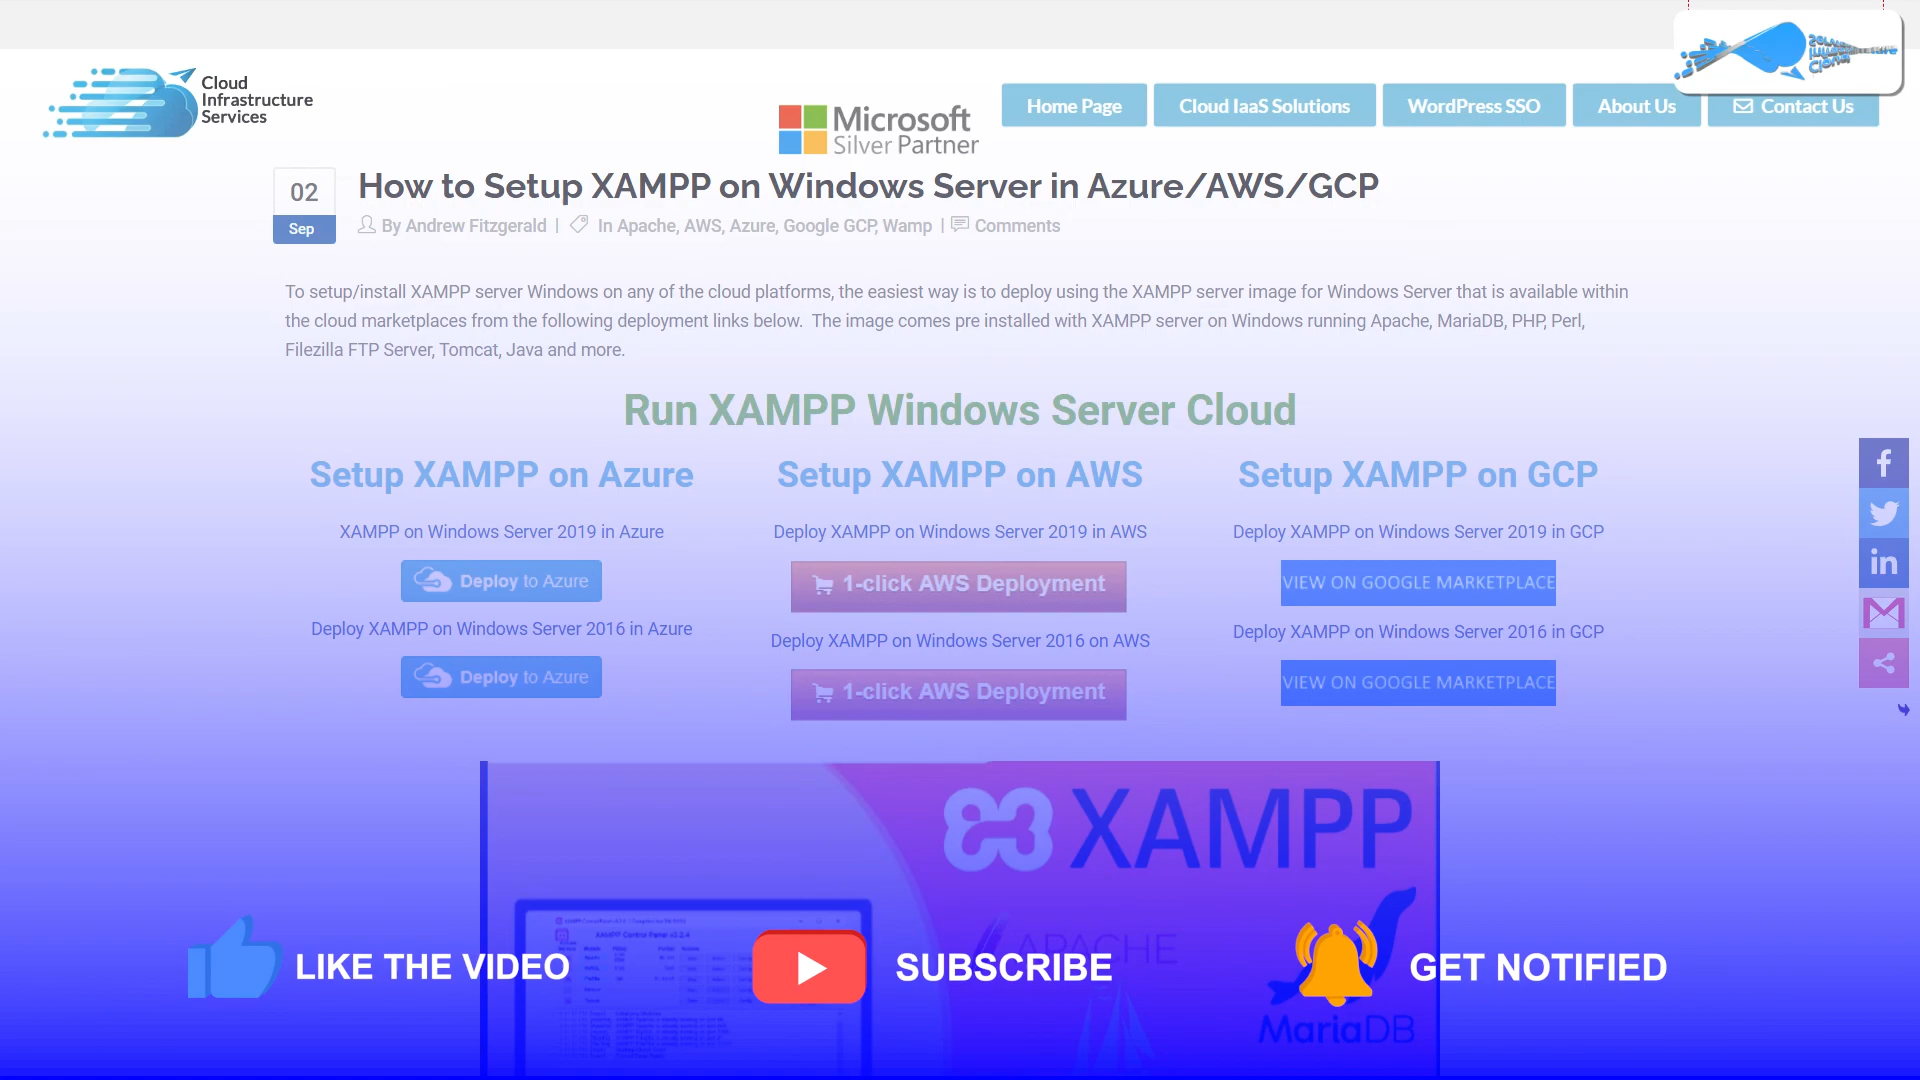 Cloud
Infrastructure
Services
Microsoft
Silver Partner
Home Page
Cloud IaaS Solutions
WordPress SSO
About Us
Contact Us
02
Sep
How to Setup XAMPP on Windows Server in Azure/AWS/GCP
By Andrew Fitzgerald | In Apache, AWS, Azure, Google GCP, Wamp | Comments
To setup/install XAMPP server Windows on any of the cloud platforms, the easiest way is to deploy using the XAMPP server image for Windows Server that is available within
the cloud marketplaces from the following deployment links below. The image comes pre installed with XAMPP server on Windows running Apache, MariaDB, PHP, Perl,
Filezilla FTP Server, Tomcat, Java and more.
Run XAMPP Windows Server Cloud
Setup XAMPP on Azure
XAMPP on Windows Server 2019 in Azure
Deploy to Azure
Deploy XAMPP on Windows Server 2016 in Azure
Deploy to Azure
Setup XAMPP on AWS
Deploy XAMPP on Windows Server 2019 in AWS
1-click AWS Deployment
Deploy XAMPP on Windows Server 2016 on AWS
1-click AWS Deployment
Setup XAMPP on GCP
Deploy XAMPP on Windows Server 2019 in GCP
VIEW ON GOOGLE MARKETPLACE
Deploy XAMPP on Windows Server 2016 in GCP
VIEW ON GOOGLE MARKETPLACE
XAMPP
APACHE
MariaDB
LIKE THE VIDEO
SUBSCRIBE
GET NOTIFIED